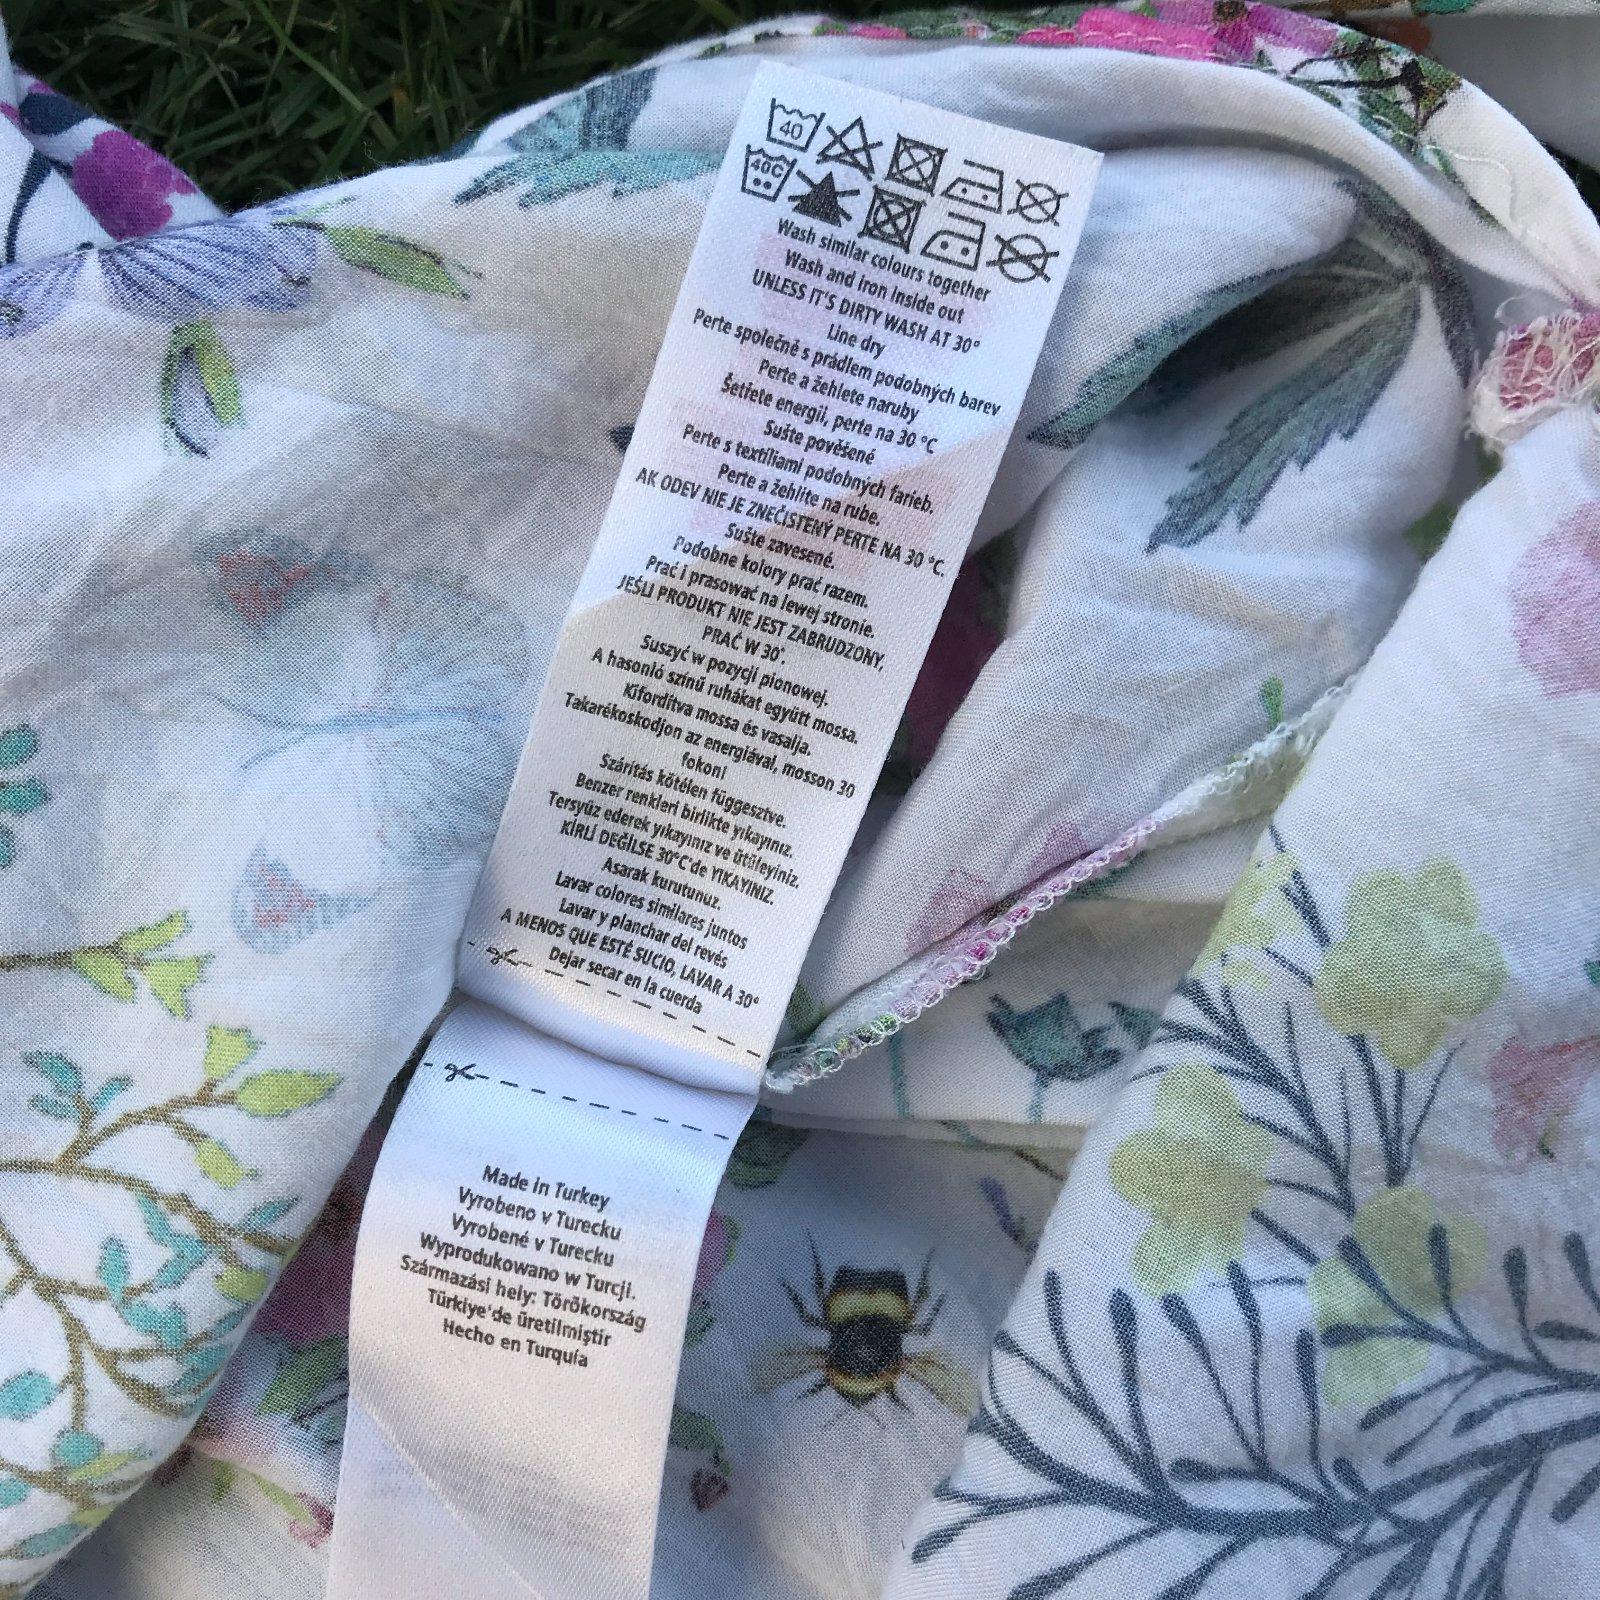 40
40C
Wash similar colours together
Wash and iron inside out
UNLESS IT'S DIRTY WASH AT 30°
Line dry
Perte společně s prádlem podobných barev
Perte a žehlete naruby
Šetřete energii, perte na 30 °C
Sušte pověšené
Perte s textíliami podobných farieb.
Perte a žehlite na rube.
AK ODEV NIE JE ZNEČISTENÝ PERTE NA 30 °C.
Sušte zavesené.
Podobne kolory prać razem.
Prać i prasować na lewej stronie.
JEŚLI PRODUKT NIE JEST ZABRUDZONY,
PRAĆ W 30°.
Suszyć w pozycji pionowej.
A hasonló színű ruhákat együtt mossa.
Kifordítva mossa és vasalja.
Takarékoskodjon az energiával, mosson 30
fokon!
Szárítás kötélen függesztve.
Benzer renkleri birlikte yıkayınız.
Tersyüz ederek yıkayınız ve ütüleyiniz.
KİRLİ DEĞİLSE 30°C'de YIKAYINIZ.
Asarak kurutunuz.
Lavar colores similares juntos
Lavar y planchar del revés
A MENOS QUE ESTÉ SUCIO, LAVAR A 30°
Dejar secar en la cuerda
Made in Turkey
Vyrobeno v Turecku
Vyrobené v Turecku
Wyprodukowano w Turcji.
Származási hely: Törökország
Türkiye'de üretilmiştir
Hecho en Turquía